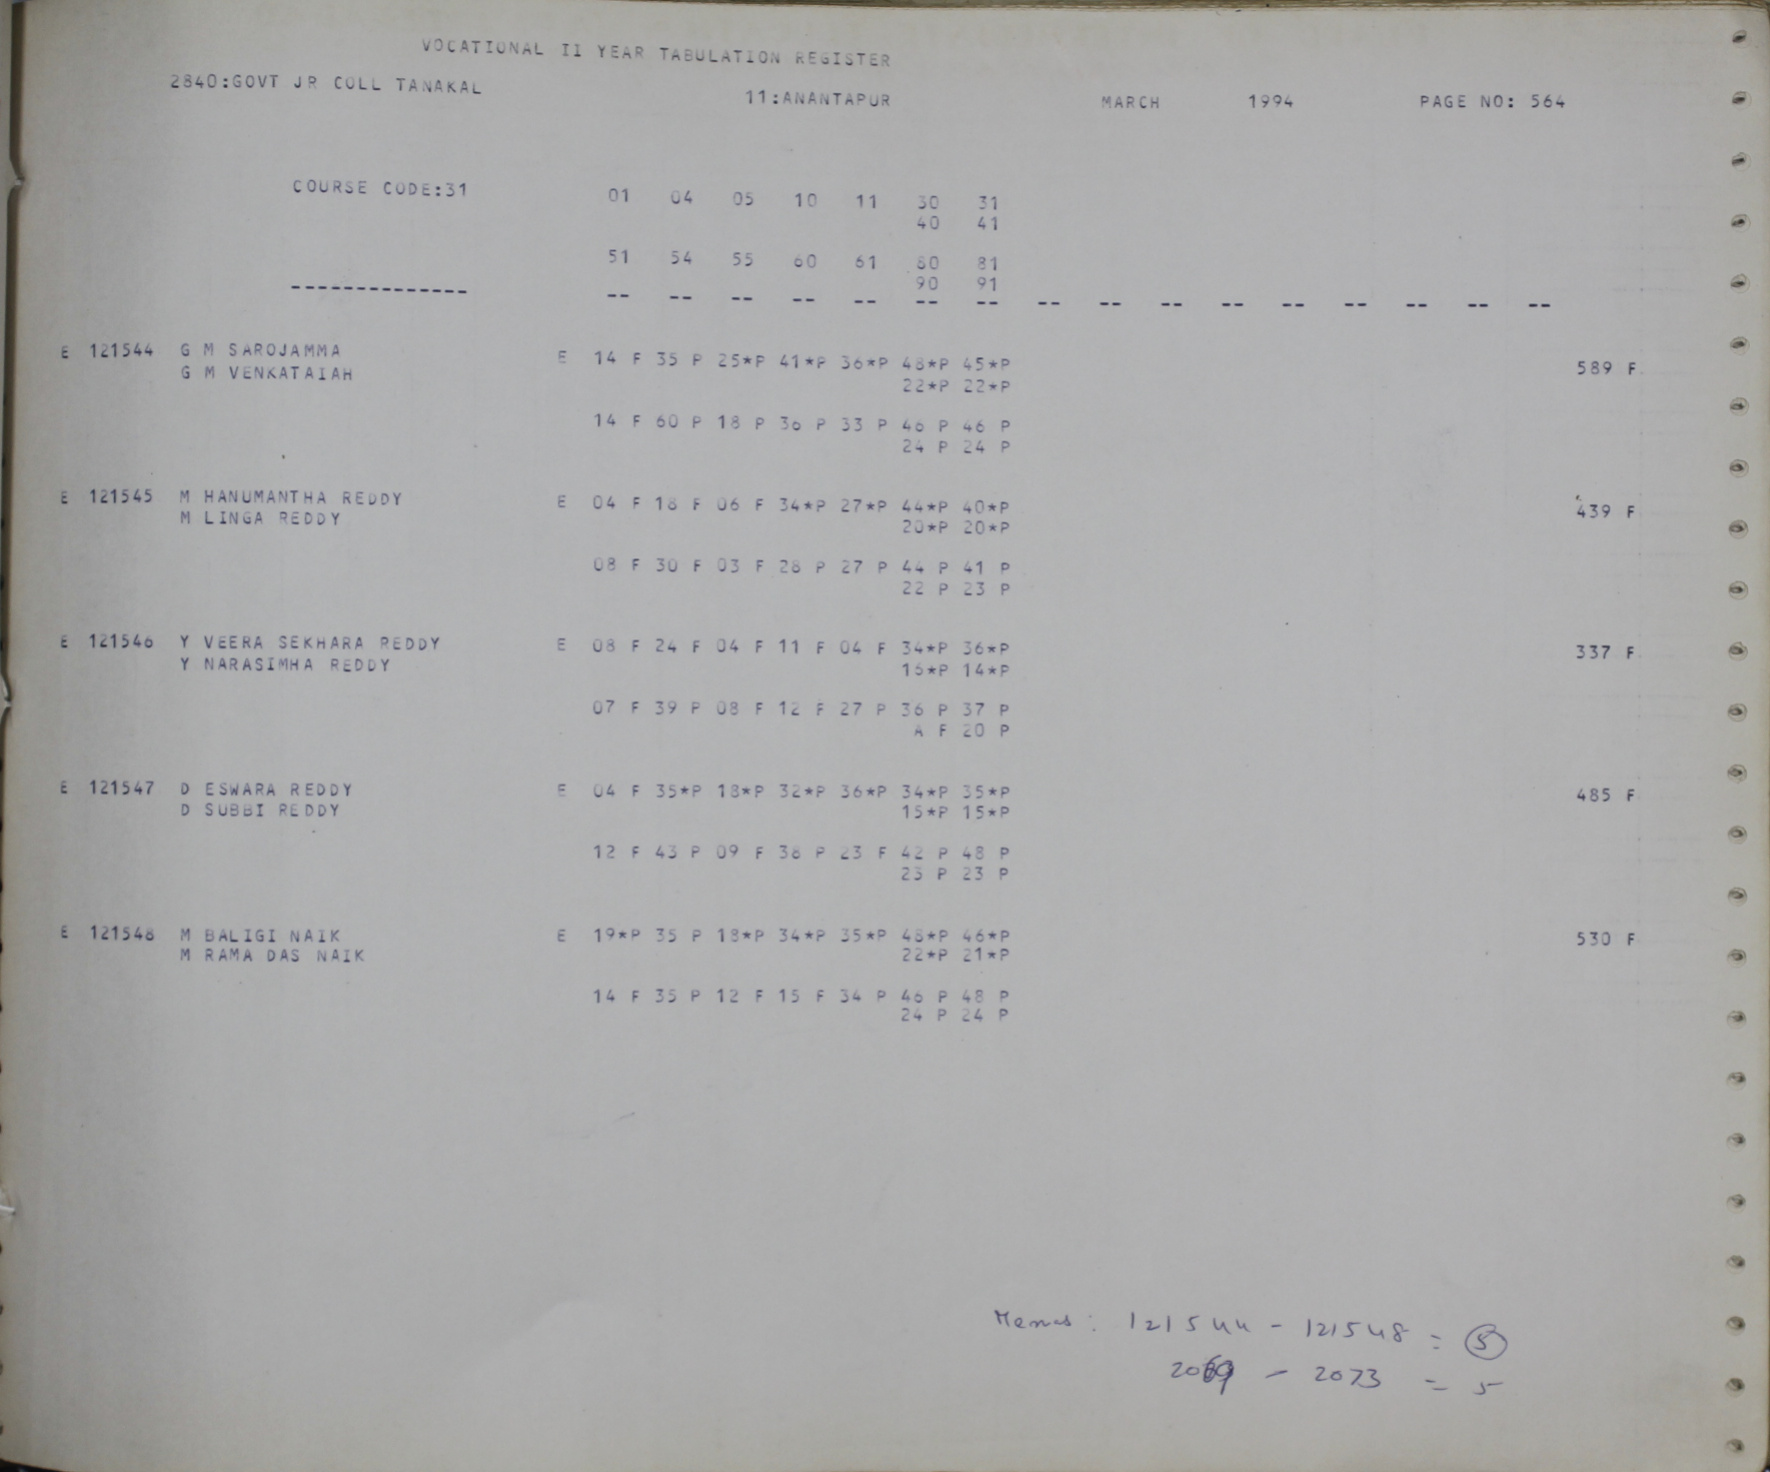 VOCATIONAL II YEAR TABULATION REGISTER
2840:GOVT JR COLL TANAKAL 11:ANANTAPUR MARCH 1994 PAGE NO: 564
COURSE CODE:31 01 04 05 10 11 30 31
40 41
51 54 55 60 61 80 81
90 91
-------------- -- -- -- -- -- -- -- -- -- -- -- -- -- -- -- --
E 121544 G M SAROJAMMA E 14 F 35 P 25*P 41*P 36*P 48*P 45*P 589 F
G M VENKATAIAH 22*P 22*P
14 F 60 P 18 P 36 P 33 P 46 P 46 P
24 P 24 P
E 121545 M HANUMANTHA REDDY E 04 F 18 F 06 F 34*P 27*P 44*P 40*P 439 F
M LINGA REDDY 20*P 20*P
08 F 30 F 03 F 28 P 27 P 44 P 41 P
22 P 23 P
E 121546 Y VEERA SEKHARA REDDY E 08 F 24 F 04 F 11 F 04 F 34*P 36*P 337 F
Y NARASIMHA REDDY 14*P
07 F 39 P 08 F 12 F 27 P 36 P 37 P
A F 20 P
E 121547 D ESWARA REDDY E 04 F 35*P 18*P 32*P 36*P 34*P 35*P 485 F
D SUBBI REDDY 15*P 15*P
12 F 43 P 09 F 38 P 23 F 42 P 48 P
23 P 23 P
E 121548 M BALIGI NAIK E 19*P 35 P 18*P 34*P 35*P 48*P 46*P 530 F
M RAMA DAS NAIK 22*P 21*P
14 F 35 P 12 F 15 F 34 P 46 P 48 P
24 P 24 P
: 121544 - 121548 = 5
2069 - 2073 = 5